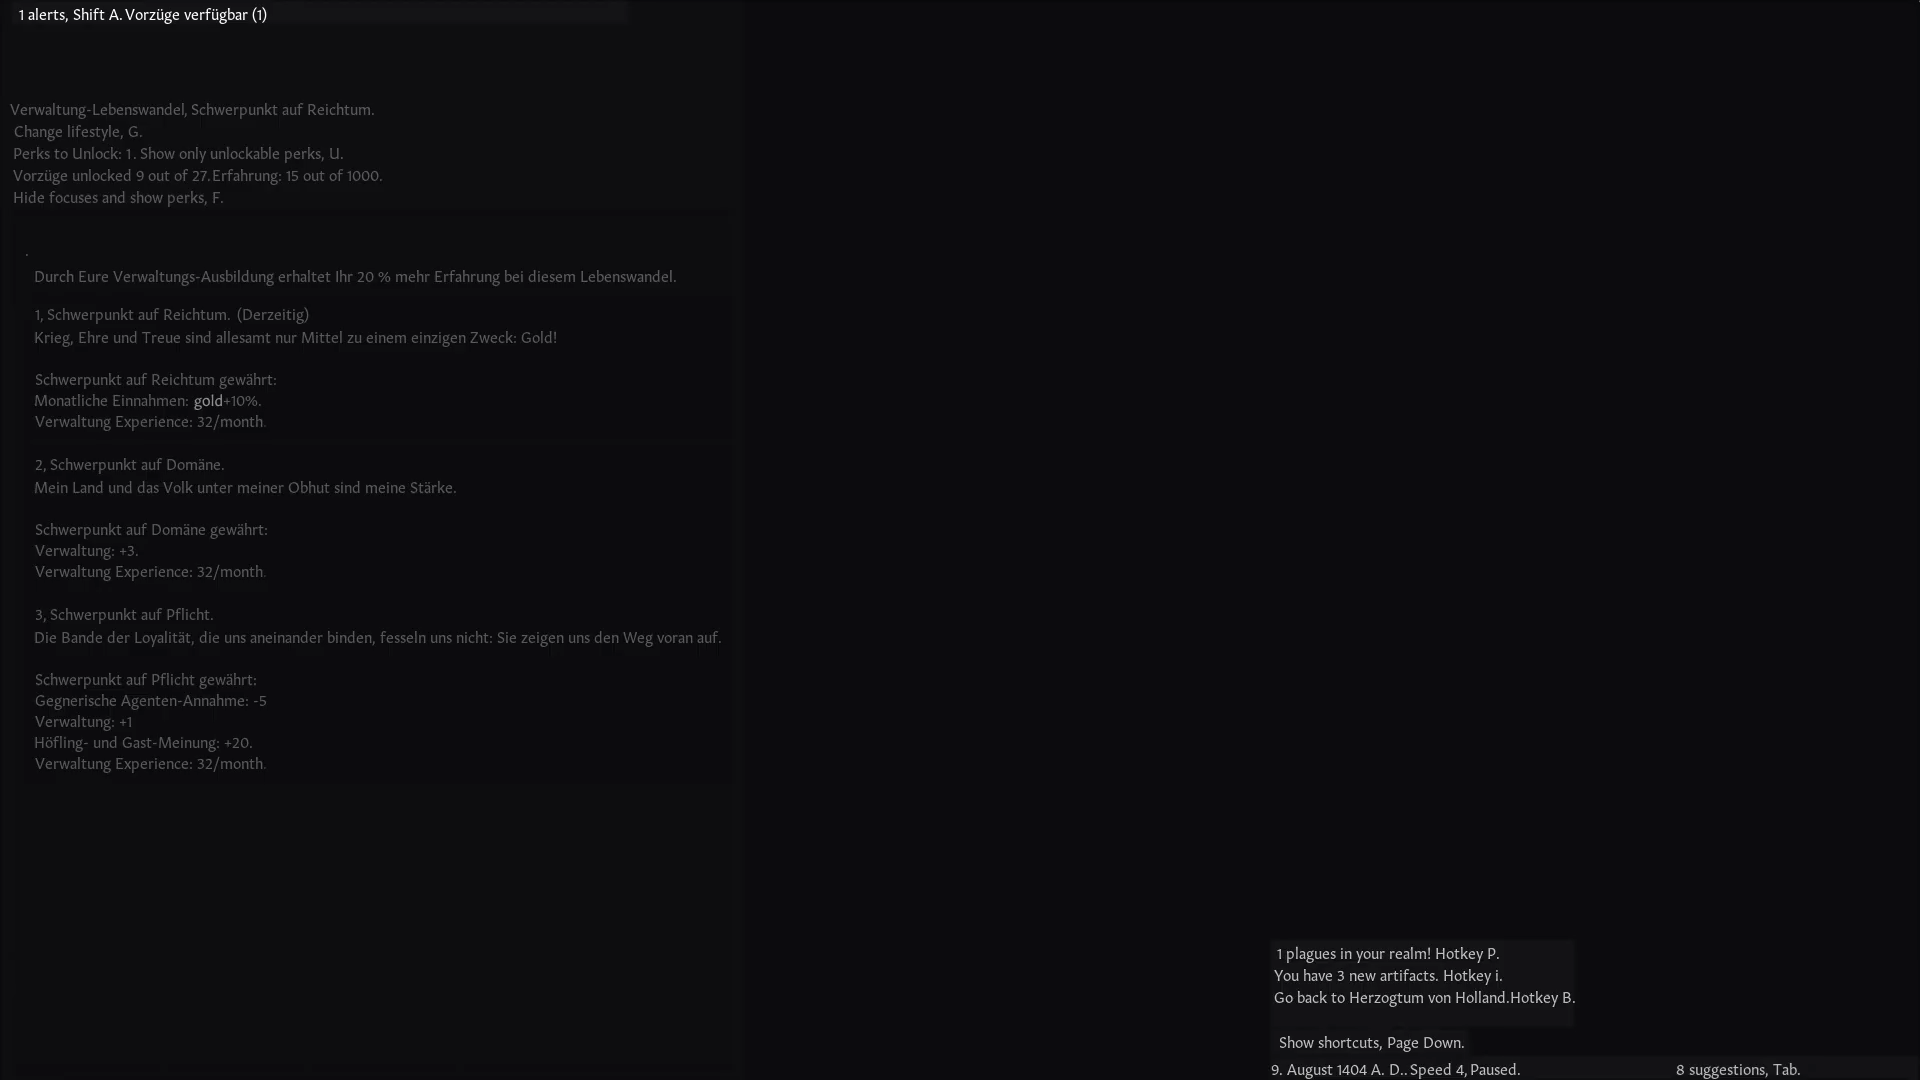 1 alerts, Shift A. Vorzüge verfügbar (1)
Verwaltung-Lebenswandel, Schwerpunkt auf Reichtum.
Change lifestyle, G.
Perks to Unlock: 1. Show only unlockable perks, U.
Vorzüge unlocked 9 out of 27. Erfahrung: 15 out of 1000.
Hide focuses and show perks, F.
.
Durch Eure Verwaltungs-Ausbildung erhaltet Ihr 20 % mehr Erfahrung bei diesem Lebenswandel.
1, Schwerpunkt auf Reichtum. (Derzeitig)
Krieg, Ehre und Treue sind allesamt nur Mittel zu einem einzigen Zweck: Gold!
Schwerpunkt auf Reichtum gewährt:
Monatliche Einnahmen: gold+10%.
Verwaltung Experience: 32/month.
2, Schwerpunkt auf Domäne.
Mein Land und das Volk unter meiner Obhut sind meine Stärke.
Schwerpunkt auf Domäne gewährt:
Verwaltung: +3.
Verwaltung Experience: 32/month.
3, Schwerpunkt auf Pflicht.
Die Bande der Loyalität, die uns aneinander binden, fesseln uns nicht: Sie zeigen uns den Weg voran auf.
Schwerpunkt auf Pflicht gewährt:
Gegnerische Agenten-Annahme: -5
Verwaltung: +1
Höfling- und Gast-Meinung: +20.
Verwaltung Experience: 32/month.
1 plagues in your realm! Hotkey P.
You have 3 new artifacts. Hotkey i.
Go back to Herzogtum von Holland.Hotkey B.
Show shortcuts, Page Down.
9. August 1404 A. D.. Speed 4, Paused.
8 suggestions, Tab.